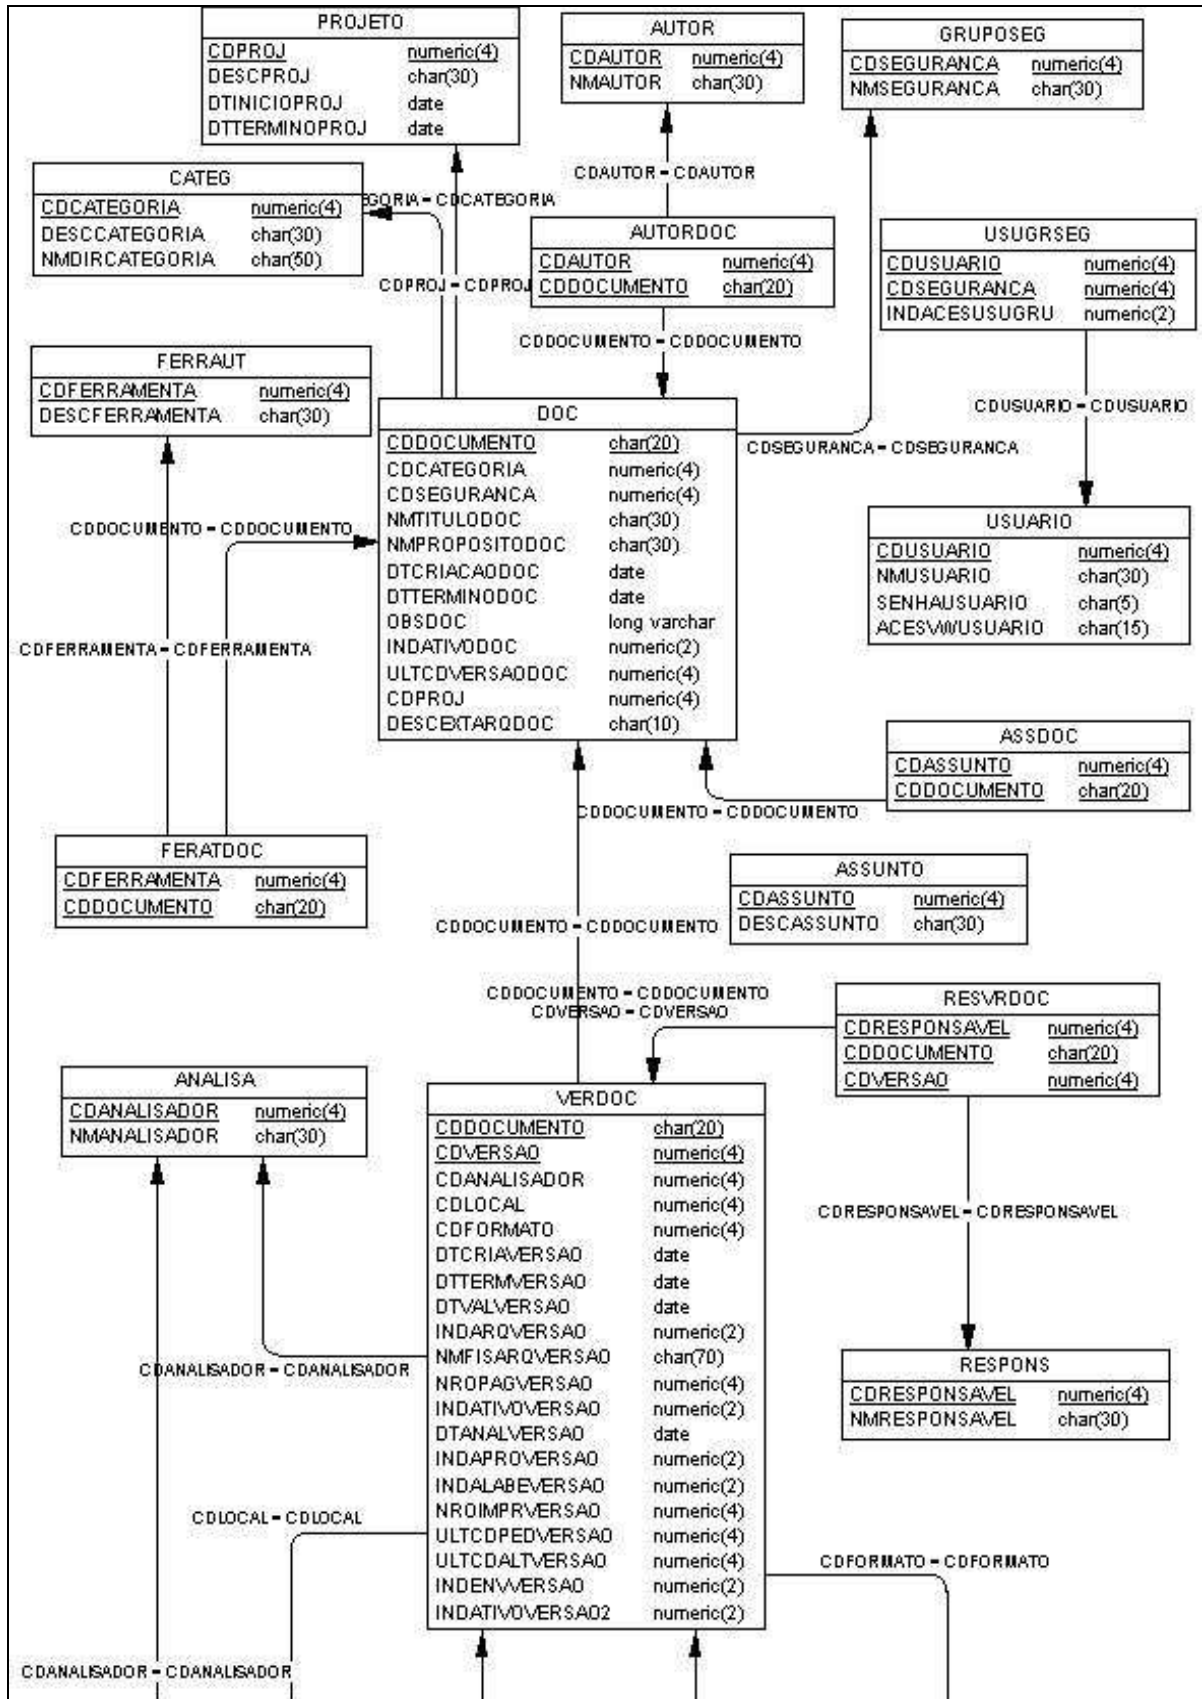 PROJETO
CDPROJ numeric(4)
DESCPROJ char(30)
DTINICIOPROJ date
DTTERMINOPROJ date
AUTOR
CDAUTOR numeric(4)
NMAUTOR char(30)
GRUPOSEG
CDSEGURANCA numeric(4)
NMSEGURANCA char(30)
CATEG
CDCATEGORIA numeric(4)
DESCCATEGORIA char(30)
NMDIRCATEGORIA char(50)
EGORIA = CDCATEGORIA
CDPROJ = CDPROJ
CDAUTOR = CDAUTOR
AUTORDOC
CDAUTOR numeric(4)
CDDOCUMENTO char(20)
CDDOCUMENTO = CDDOCUMENTO
USUGRSEG
CDUSUARIO numeric(4)
CDSEGURANCA numeric(4)
INDACESUSUGRU numeric(2)
CDUSUARIO = CDUSUARIO
FERRAUT
CDFERRAMENTA numeric(4)
DESCFERRAMENTA char(30)
DOC
CDDOCUMENTO char(20)
CDCATEGORIA numeric(4)
CDSEGURANCA numeric(4)
NMTITULODOC char(30)
NMPROPOSITODOC char(30)
DTCRIACAODOC date
DTTERMINODOC date
OBSDOC long varchar
INDATIVODOC numeric(2)
ULTCDVERSAODOC numeric(4)
CDPROJ numeric(4)
DESCEXTARQDOC char(10)
CDSEGURANCA = CDSEGURANCA
USUARIO
CDUSUARIO numeric(4)
NMUSUARIO char(30)
SENHAUSUARIO char(5)
ACESVWUSUARIO char(15)
CDDOCUMENTO = CDDOCUMENTO
CDFERRAMENTA = CDFERRAMENTA
ASSDOC
CDASSUNTO numeric(4)
CDDOCUMENTO char(20)
CDDOCUMENTO = CDDOCUMENTO
FERATDOC
CDFERRAMENTA numeric(4)
CDDOCUMENTO char(20)
ASSUNTO
CDASSUNTO numeric(4)
DESCASSUNTO char(30)
CDDOCUMENTO = CDDOCUMENTO
CDDOCUMENTO = CDDOCUMENTO
CDVERSAO = CDVERSAO
RESVRDOC
CDRESPONSAVEL numeric(4)
CDDOCUMENTO char(20)
CDVERSAO numeric(4)
ANALISA
CDANALISADOR numeric(4)
NMANALISADOR char(30)
VERDOC
CDDOCUMENTO char(20)
CDVERSAO numeric(4)
CDANALISADOR numeric(4)
CDLOCAL numeric(4)
CDFORMATO numeric(4)
DTCRIAVERSAO date
DTTERMVERSAO date
DTVALVERSAO date
INDARQVERSAO numeric(2)
NMFISARQVERSAO char(70)
NROPAGVERSAO numeric(4)
INDATIVOVERSAO numeric(2)
DTANALVERSAO date
INDAPROVERSAO numeric(2)
INDALABEVERSAO numeric(2)
NROIMPRVERSAO numeric(4)
ULTCDPEDVERSAO numeric(4)
ULTCDALTVERSAO numeric(4)
INDENVVERSAO numeric(2)
INDATIVOVERSAO2 numeric(2)
CDRESPONSAVEL = CDRESPONSAVEL
RESPONS
CDRESPONSAVEL numeric(4)
NMRESPONSAVEL char(30)
CDANALISADOR = CDANALISADOR
CDLOCAL = CDLOCAL
CDFORMATO = CDFORMATO
CDANALISADOR = CDANALISADOR